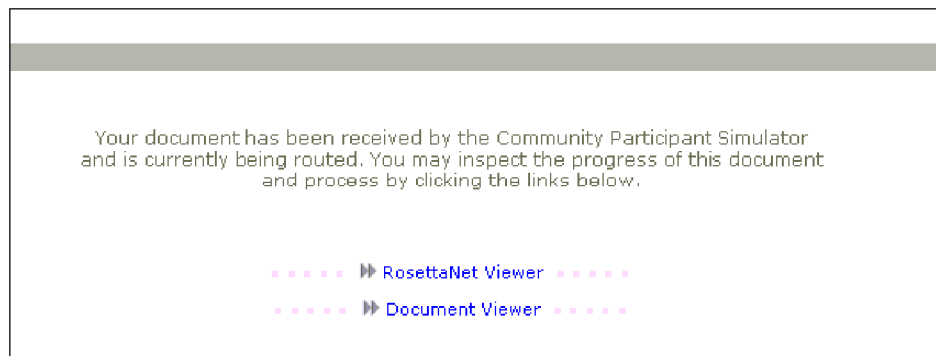 Your document has been received by the Community Participant Simulator
and is currently being routed. You may inspect the progress of this document
and process by clicking the links below.
RosettaNet Viewer
Document Viewer